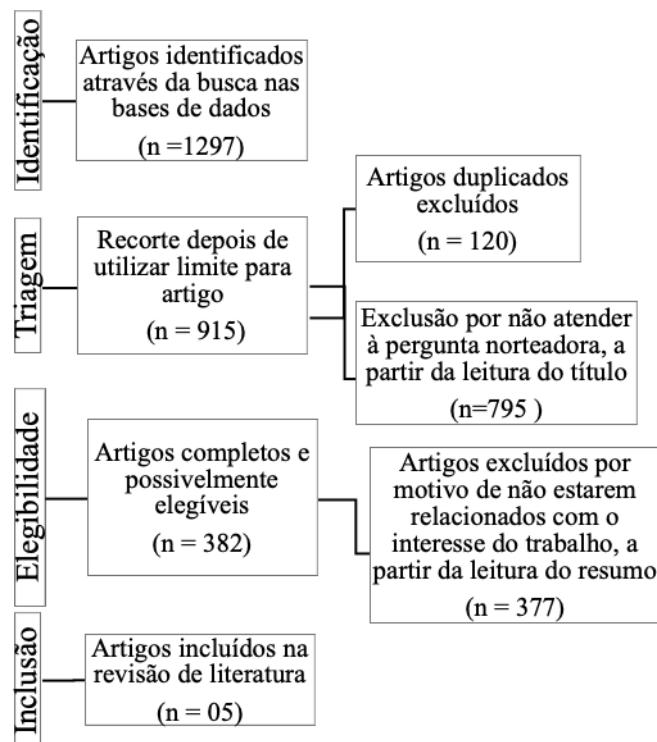 Identificação
Artigos identificados
através da busca nas
bases de dados
(n =1297)
Triagem
Recorte depois de
utilizar limite para
artigo
(n = 915)
Artigos duplicados
excluídos
(n = 120)
Exclusão por não atender
à pergunta norteadora, a
partir da leitura do título
(n=795 )
Elegibilidade
Artigos completos e
possivelmente
elegíveis
(n = 382)
Artigos excluídos por
motivo de não estarem
relacionados com o
interesse do trabalho, a
partir da leitura do resumo
(n = 377)
Inclusão
Artigos incluídos na
revisão de literatura
(n = 05)